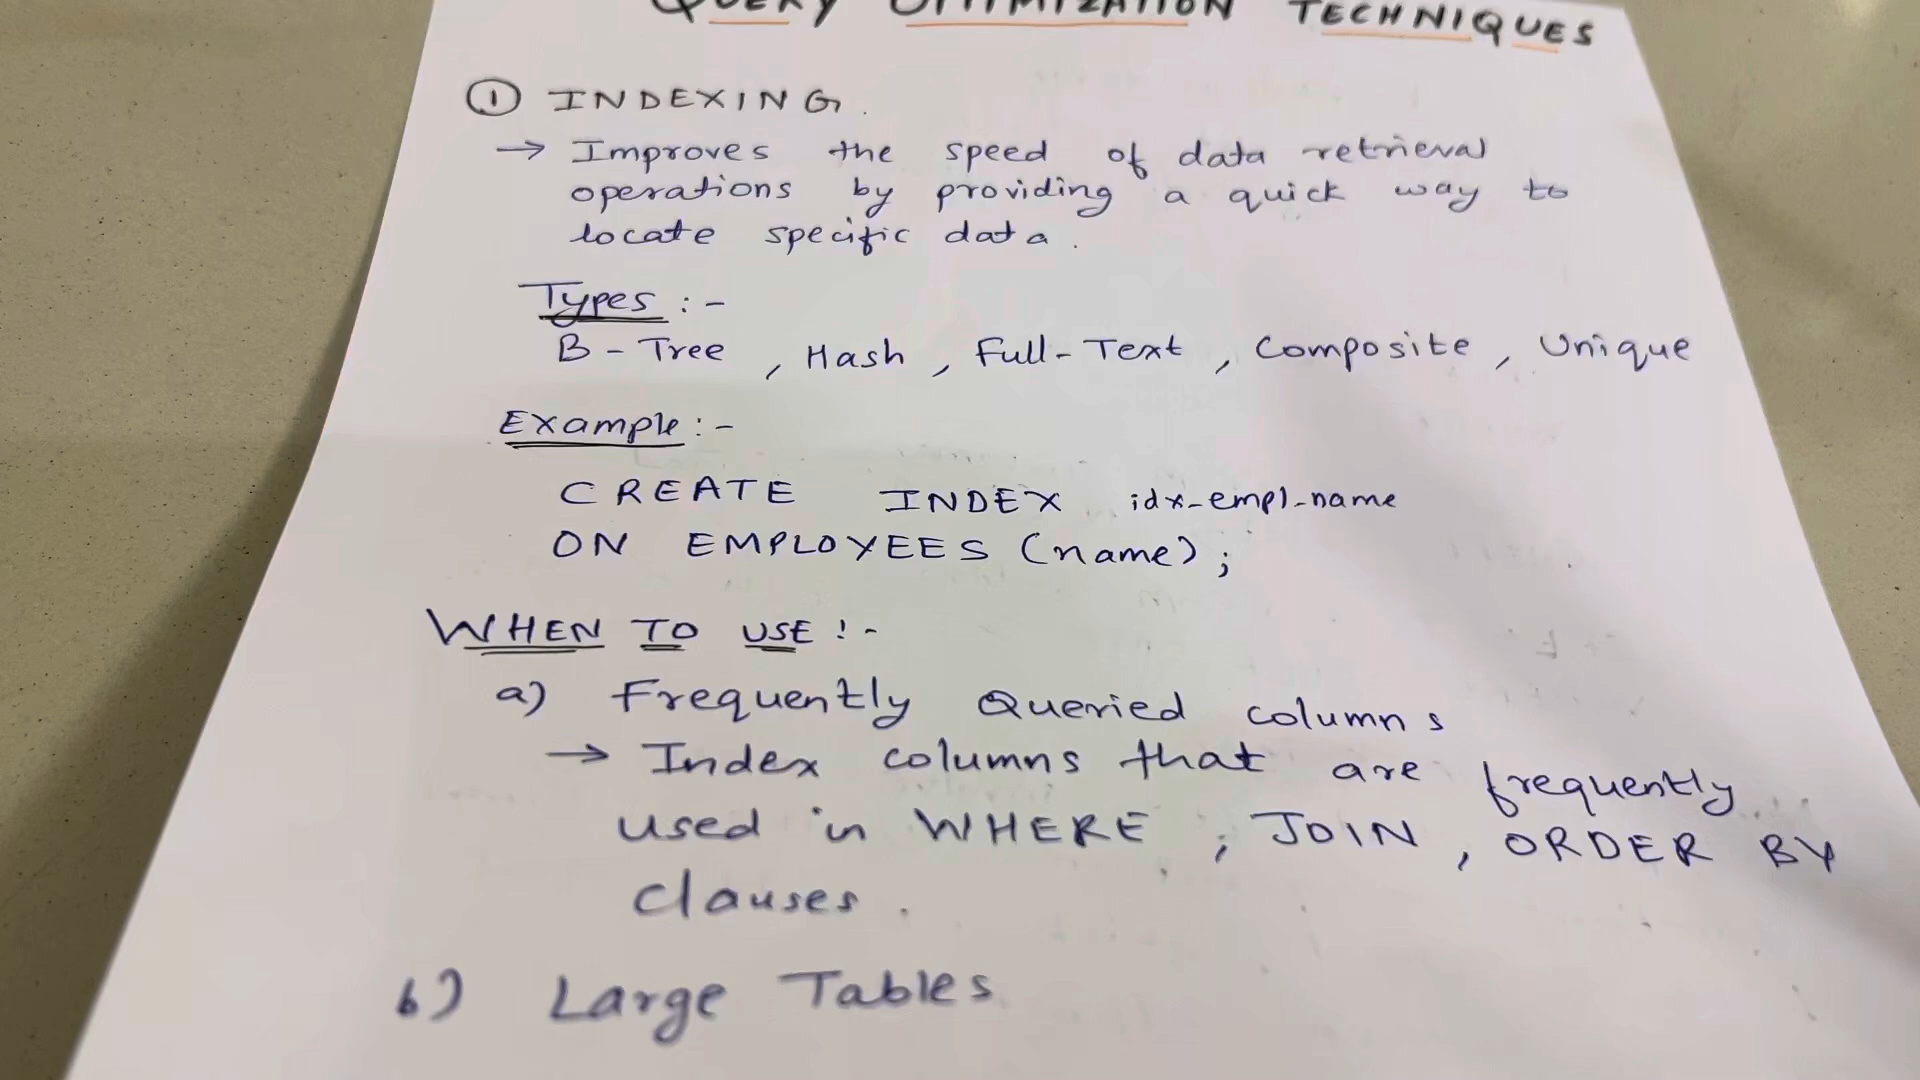 QUERY OPTIMIZATION TECHNIQUES
① INDEXING.
→ Improves the speed of data retrieval
operations by providing a quick way to
locate specific data.
Types :-
B-Tree, Hash, Full-Text, Composite, Unique
Example :-
CREATE INDEX idx_empl_name
ON EMPLOYEES (name);
WHEN TO USE :-
a) Frequently Queried columns
→ Index columns that are frequently
used in WHERE, JOIN, ORDER BY
clauses.
b) Large Tables